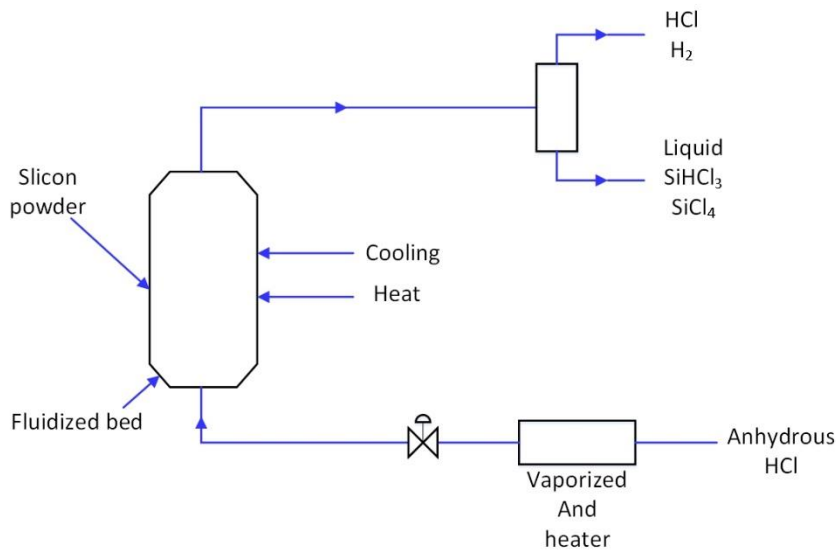 HCl
H₂
Liquid
SiHCl₃
SiCl₄
Slicon
powder
Cooling
Heat
Fluidized bed
Anhydrous
HCl
Vaporized
And
heater